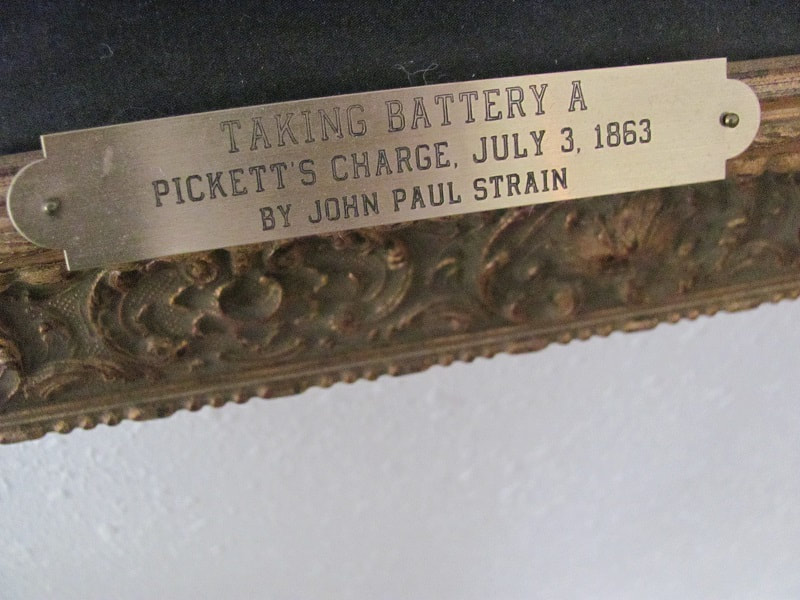 TAKING BATTERY A
PICKETT'S CHARGE, JULY 3, 1863
BY JOHN PAUL STRAIN